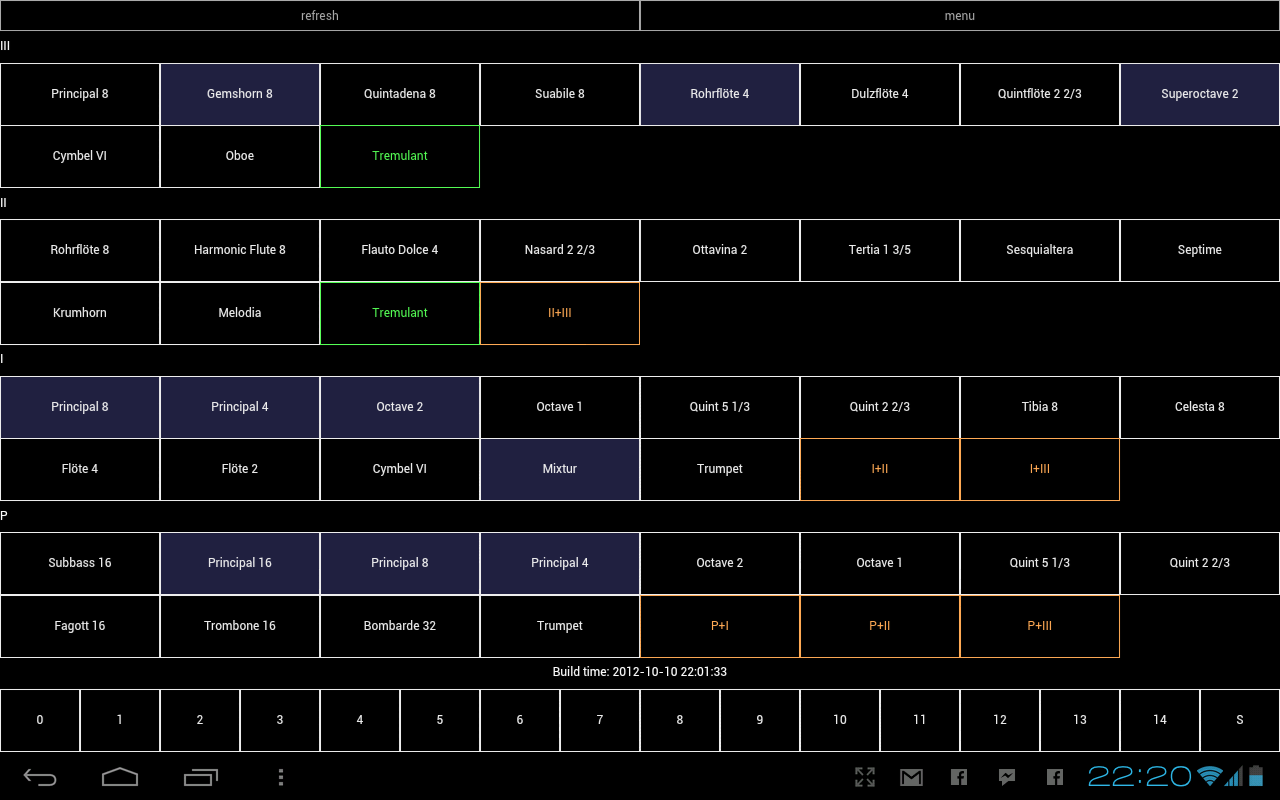 refresh menu
III
Principal 8 Gemshorn 8 Quintadena 8 Suabile 8 Rohrflöte 4 Dulzflöte 4 Quintflöte 2 2/3 Superoctave 2
Cymbel VI Oboe Tremulant
II
Rohrflöte 8 Harmonic Flute 8 Flauto Dolce 4 Nasard 2 2/3 Ottavina 2 Tertia 1 3/5 Sesquialtera Septime
Krumhorn Melodia Tremulant II+III
I
Principal 8 Principal 4 Octave 2 Octave 1 Quint 5 1/3 Quint 2 2/3 Tibia 8 Celesta 8
Flöte 4 Flöte 2 Cymbel VI Mixtur Trumpet I+II I+III
P
Subbass 16 Principal 16 Principal 8 Principal 4 Octave 2 Octave 1 Quint 5 1/3 Quint 2 2/3
Fagott 16 Trombone 16 Bombarde 32 Trumpet P+I P+II P+III
Build time: 2012-10-10 22:01:33
0 1 2 3 4 5 6 7 8 9 10 11 12 13 14 S
22:20